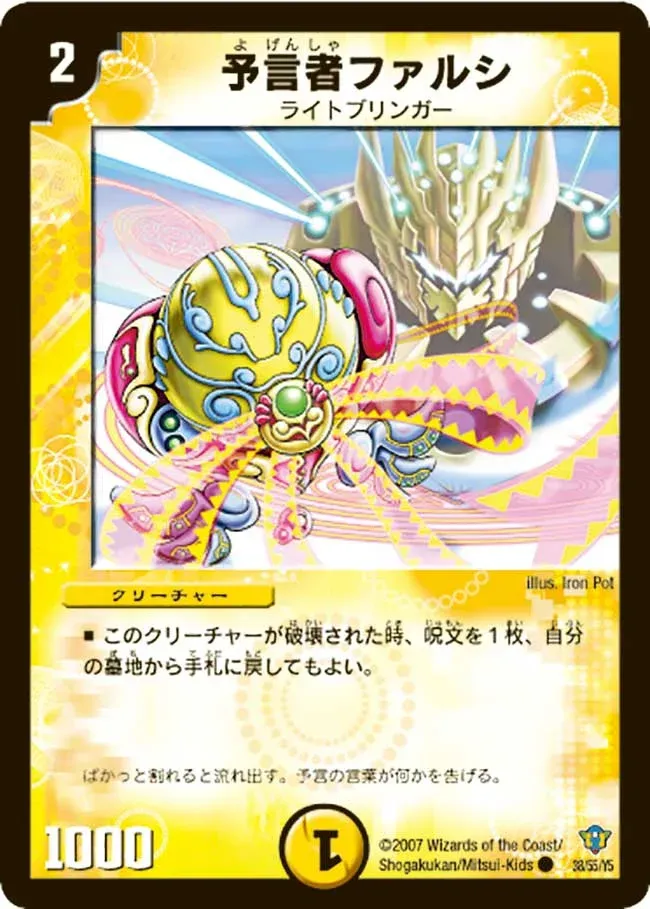 2
よげんしゃ
予言者ファルシ
ライトブリンガー
illus. Iron Pot
クリーチャー
■ このクリーチャーが破壊された時、呪文を1枚、自分
の墓地から手札に戻してもよい。
ぱかっと割れると流れ出す。予言の言葉が何かを告げる。
1000
1
©2007 Wizards of the Coast/
Shogakukan/Mitsui-Kids ● 38/55/Y5